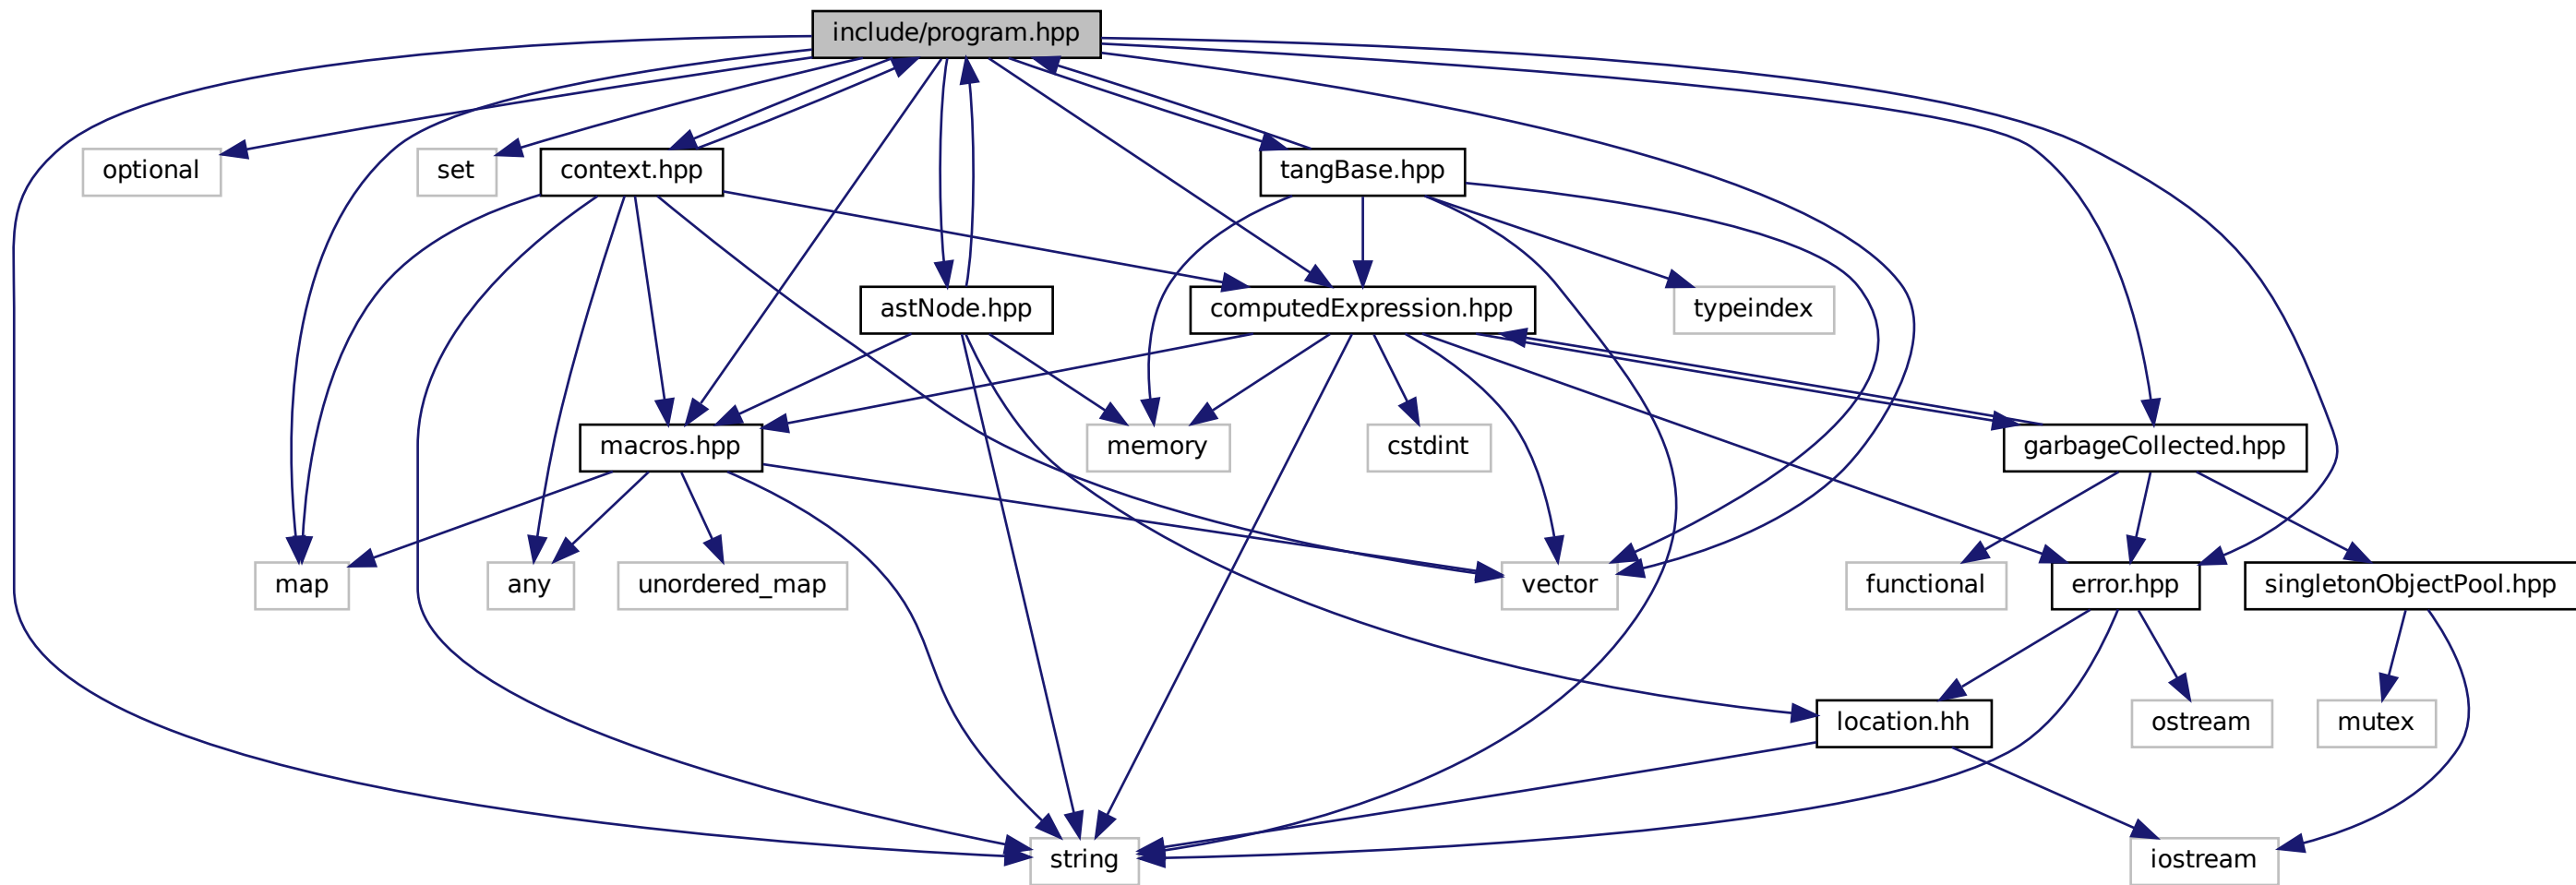 include/program.hpp
optional
set
context.hpp
tangBase.hpp
astNode.hpp
computedExpression.hpp
typeindex
macros.hpp
memory
cstdint
garbageCollected.hpp
map
any
unordered_map
vector
functional
error.hpp
singletonObjectPool.hpp
location.hh
ostream
mutex
string
iostream